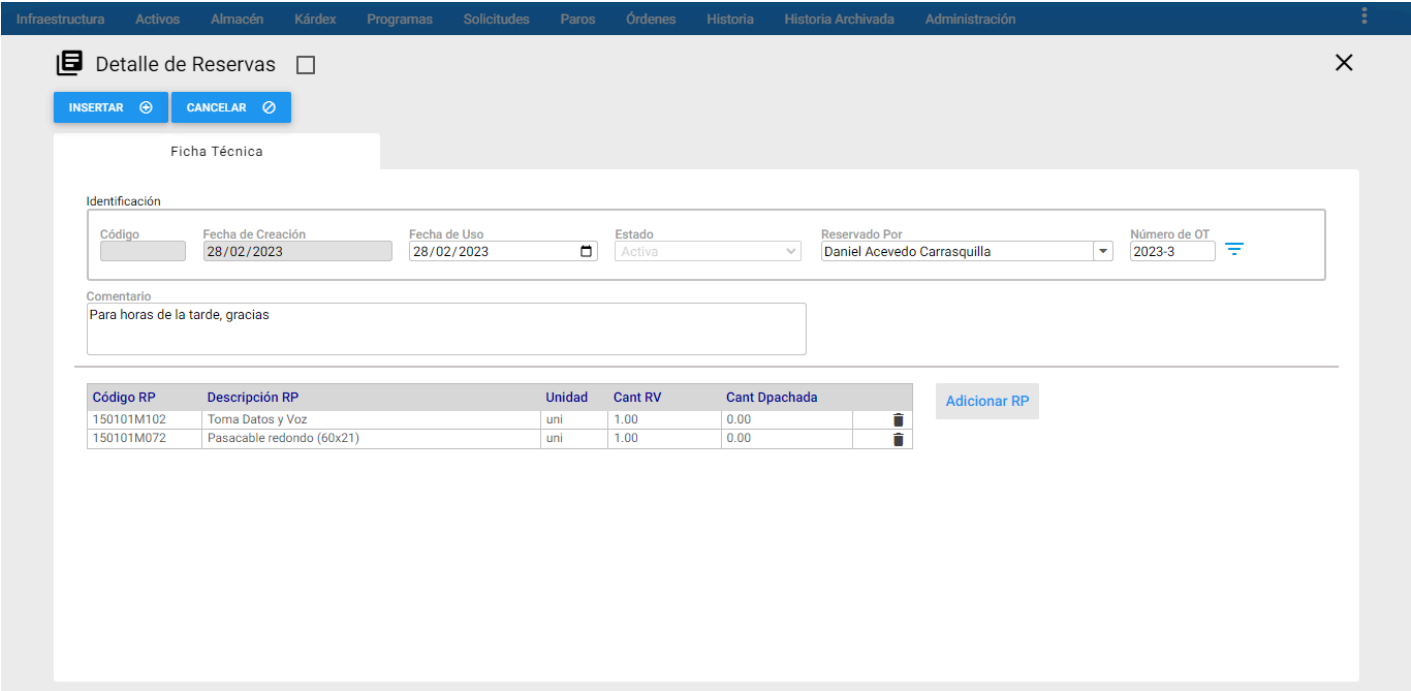 Infraestructura Activos Almacén Kárdex Programas Solicitudes Paros Órdenes Historia Historia Archivada Administración
Detalle de Reservas
INSERTAR CANCELAR
Ficha Técnica
Identificación
Código Fecha de Creación Fecha de Uso Estado Reservado Por Número de OT
28/02/2023 28/02/2023 Activa Daniel Acevedo Carrasquilla 2023-3
Comentario
Para horas de la tarde, gracias
Código RP Descripción RP Unidad Cant RV Cant Dpachada Adicionar RP
150101M102 Toma Datos y Voz uni 1.00 0.00
150101M072 Pasacable redondo (60x21) uni 1.00 0.00